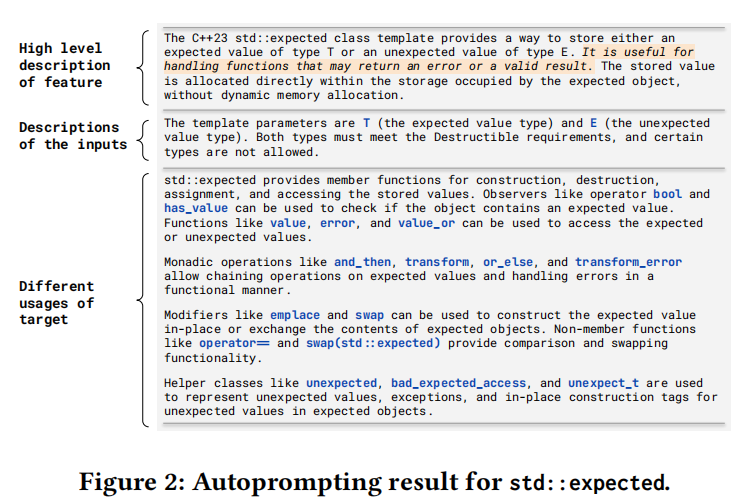 High level
description
of feature
The C++23 std::expected class template provides a way to store either an
expected value of type T or an unexpected value of type E. It is useful for
handling functions that may return an error or a valid result. The stored value
is allocated directly within the storage occupied by the expected object,
without dynamic memory allocation.
Descriptions
of the inputs
The template parameters are T (the expected value type) and E (the unexpected
value type). Both types must meet the Destructible requirements, and certain
types are not allowed.
Different
usages of
target
std::expected provides member functions for construction, destruction,
assignment, and accessing the stored values. Observers like operator bool and
has_value can be used to check if the object contains an expected value.
Functions like value, error, and value_or can be used to access the expected
or unexpected values.
Monadic operations like and_then, transform, or_else, and transform_error
allow chaining operations on expected values and handling errors in a
functional manner.
Modifiers like emplace and swap can be used to construct the expected value
in-place or exchange the contents of expected objects. Non-member functions
like operator== and swap(std::expected) provide comparison and swapping
functionality.
Helper classes like unexpected, bad_expected_access, and unexpect_t are used
to represent unexpected values, exceptions, and in-place construction tags for
unexpected values in expected objects.
Figure 2: Autoprompting result for std::expected.